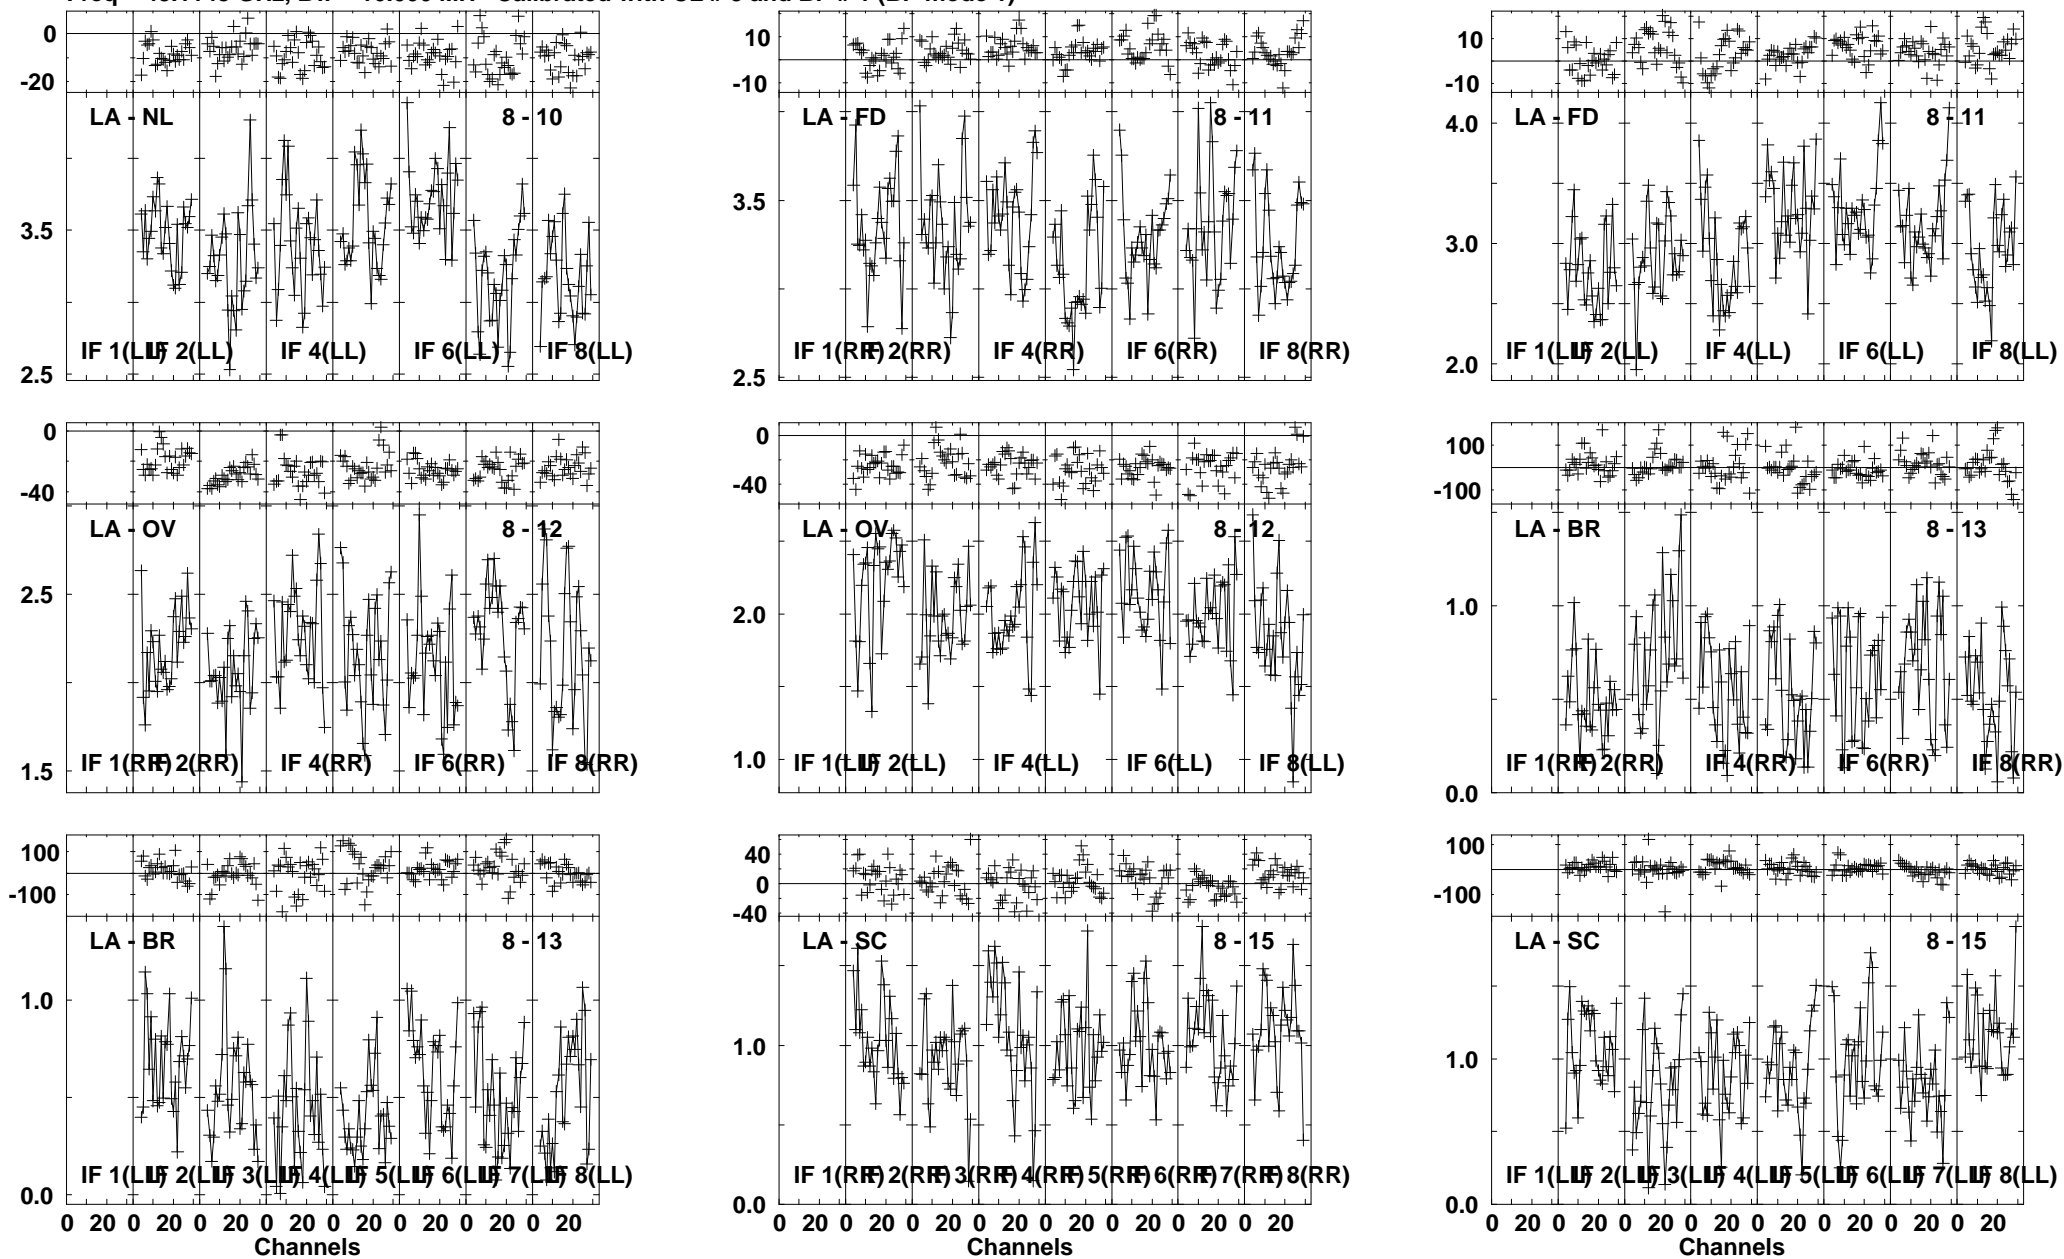 0
-20
LA - NL 8 - 10
3.5
2.5
IF 1(LL) IF 2(LL) IF 4(LL) IF 6(LL) IF 8(LL)
10
-10
LA - FD 8 - 11
3.5
2.5
IF 1(RR) IF 2(RR) IF 4(RR) IF 6(RR) IF 8(RR)
10
-10
LA - FD 8 - 11
4.0
3.0
2.0
IF 1(LL) IF 2(LL) IF 4(LL) IF 6(LL) IF 8(LL)
0
-40
LA - OV 8 - 12
2.5
1.5
IF 1(RR) IF 2(RR) IF 4(RR) IF 6(RR) IF 8(RR)
0
-40
LA - OV 8 - 12
2.0
1.0
IF 1(LL) IF 2(LL) IF 4(LL) IF 6(LL) IF 8(LL)
100
-100
LA - BR 8 - 13
1.0
0.0
IF 1(RR) IF 2(RR) IF 4(RR) IF 6(RR) IF 8(RR)
100
-100
LA - BR 8 - 13
1.0
0.0
IF 1(LL) IF 2(LL) IF 3(LL) IF 4(LL) IF 5(LL) IF 6(LL) IF 7(LL) IF 8(LL)
0 20 0 20 0 20 0 20 0 20 0 20 0 20 0 20
Channels
40
0
-40
LA - SC 8 - 15
1.0
0.0
IF 1(RR) IF 2(RR) IF 3(RR) IF 4(RR) IF 5(RR) IF 6(RR) IF 7(RR) IF 8(RR)
0 20 0 20 0 20 0 20 0 20 0 20 0 20 0 20
Channels
100
-100
LA - SC 8 - 15
1.0
0.0
IF 1(LL) IF 2(LL) IF 3(LL) IF 4(LL) IF 5(LL) IF 6(LL) IF 7(LL) IF 8(LL)
0 20 0 20 0 20 0 20 0 20 0 20 0 20 0 20
Channels